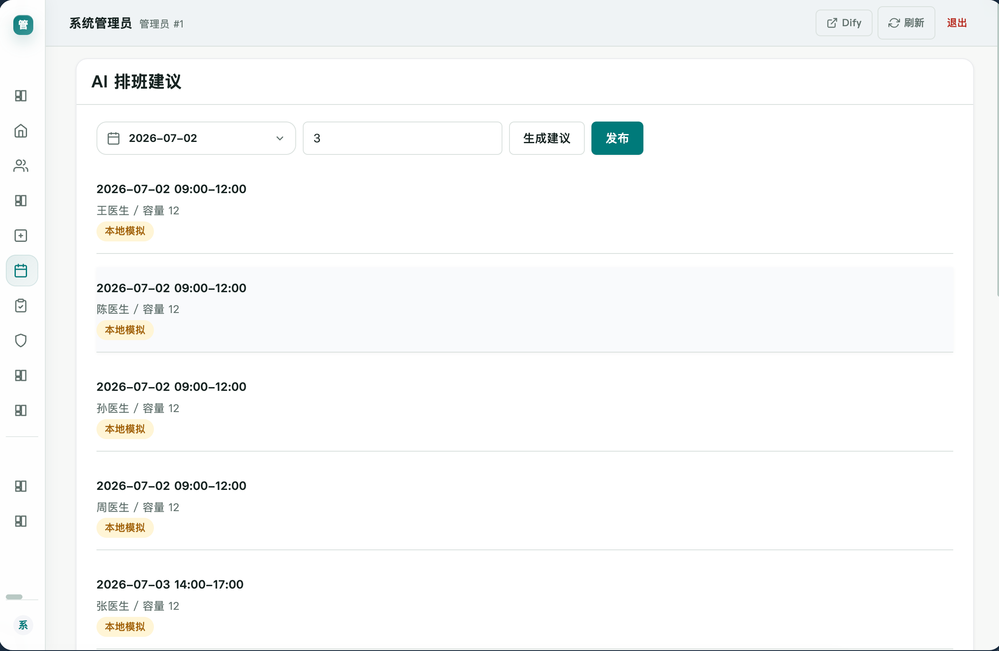 管
系统管理员 管理员 #1
Dify
刷新
退出
AI 排班建议
2026-07-02
3
生成建议
发布
2026-07-02 09:00-12:00
王医生 / 容量 12
本地模拟
2026-07-02 09:00-12:00
陈医生 / 容量 12
本地模拟
2026-07-02 09:00-12:00
孙医生 / 容量 12
本地模拟
2026-07-02 09:00-12:00
周医生 / 容量 12
本地模拟
2026-07-03 14:00-17:00
张医生 / 容量 12
本地模拟
系